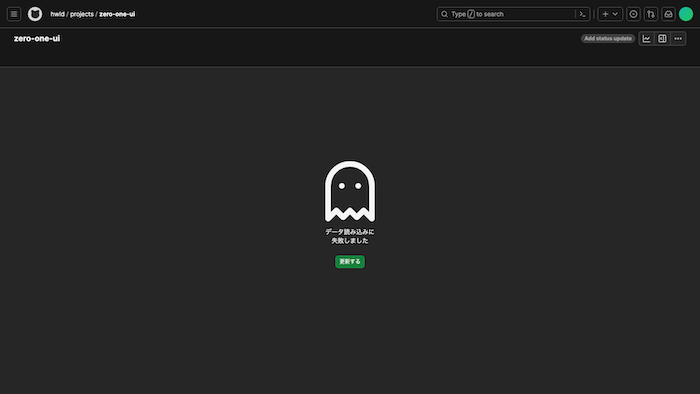 hwld / projects / zero-one-ui
Type / to search
zero-one-ui
Add status update
データ読み込みに
失敗しました
更新する